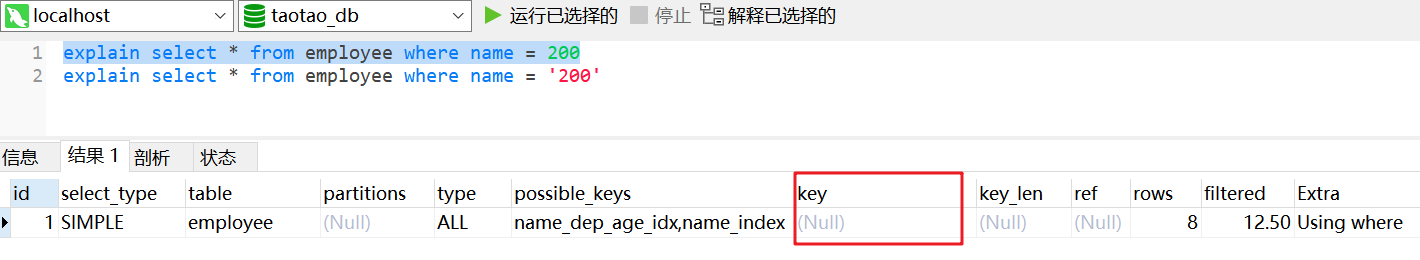 localhost taotao_db 运行已选择的 停止 解释已选择的
1 explain select * from employee where name = 200
2 explain select * from employee where name = '200'
信息 结果 1 剖析 状态
id select_type table partitions type possible_keys key key_len ref rows filtered Extra
1 SIMPLE employee (Null) ALL name_dep_age_idx,name_index (Null) (Null) (Null) 8 12.50 Using where